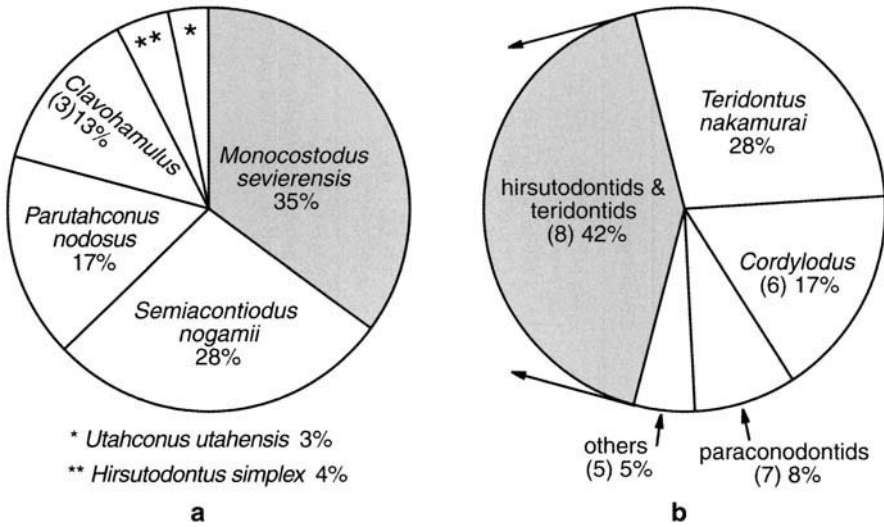 ** *
Clavohamulus
(3)13%
Monocostodus
sevierensis
35%
Parutahconus
nodosus
17%
Semiacontiodus
nogamii
28%
* Utahconus utahensis 3%
** Hirsutodontus simplex 4%
a
Teridontus
nakamurai
28%
hirsutodontids &
teridontids
(8) 42%
Cordylodus
(6) 17%
others
(5) 5%
paraconodontids
(7) 8%
b